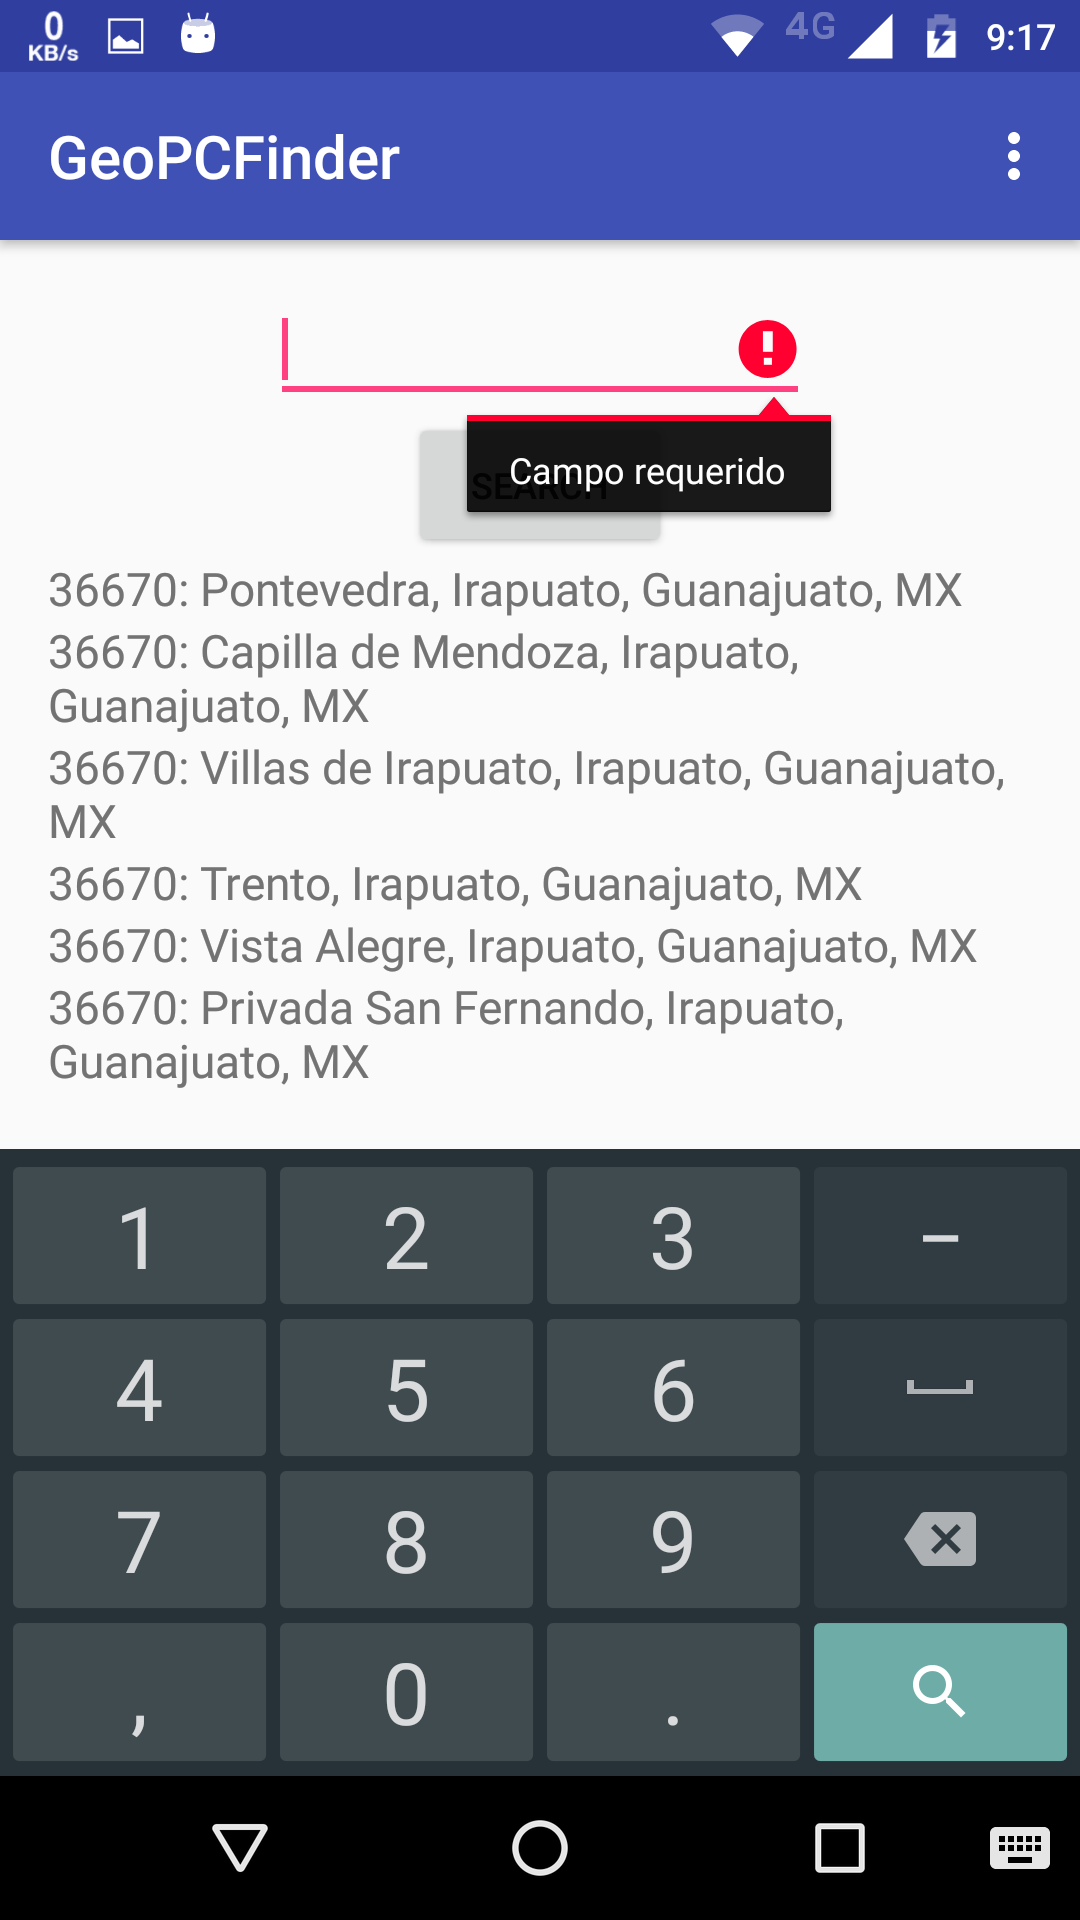 0
KB/s
4G
9:17
GeoPCFinder
Campo requerido
SEARCH
36670: Pontevedra, Irapuato, Guanajuato, MX
36670: Capilla de Mendoza, Irapuato,
Guanajuato, MX
36670: Villas de Irapuato, Irapuato, Guanajuato,
MX
36670: Trento, Irapuato, Guanajuato, MX
36670: Vista Alegre, Irapuato, Guanajuato, MX
36670: Privada San Fernando, Irapuato,
Guanajuato, MX
1 2 3 –
4 5 6
7 8 9
, 0 .